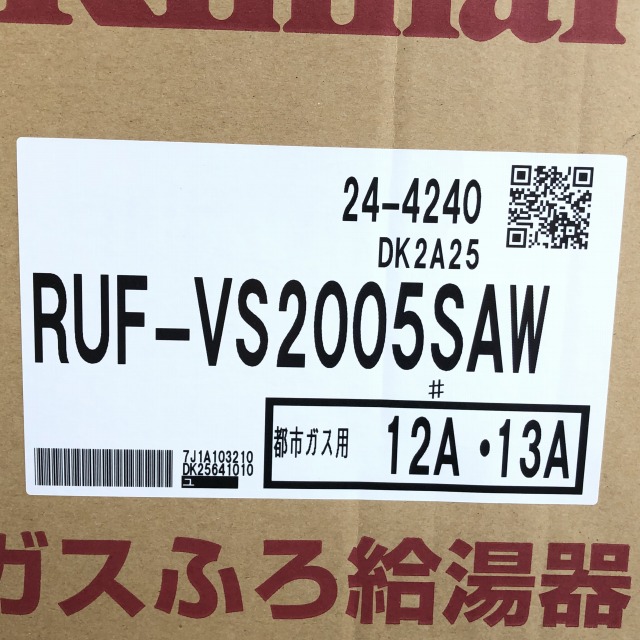 Rinnai
24-4240
DK2A25
RUF-VS2005SAW
#
都市ガス用 12A・13A
7J1A103210
DK25641010
ユ
ガスふろ給湯器